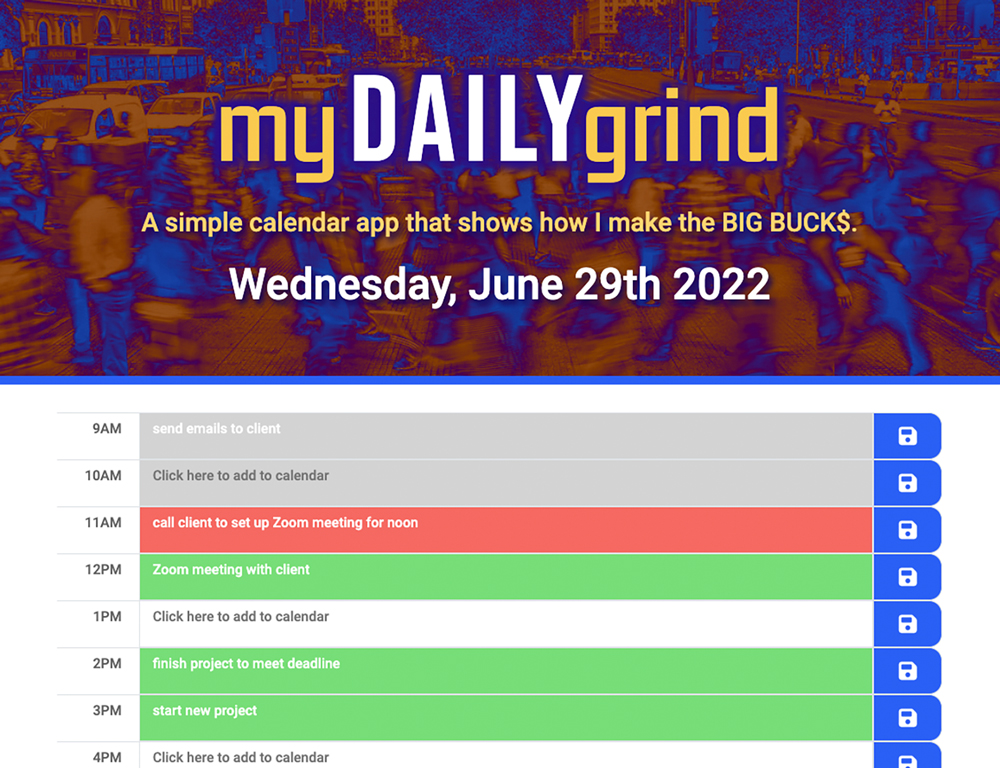 my DAILY grind
A simple calendar app that shows how I make the BIG BUCK$.
Wednesday, June 29th 2022
9AM send emails to client
10AM Click here to add to calendar
11AM call client to set up Zoom meeting for noon
12PM Zoom meeting with client
1PM Click here to add to calendar
2PM finish project to meet deadline
3PM start new project
4PM Click here to add to calendar